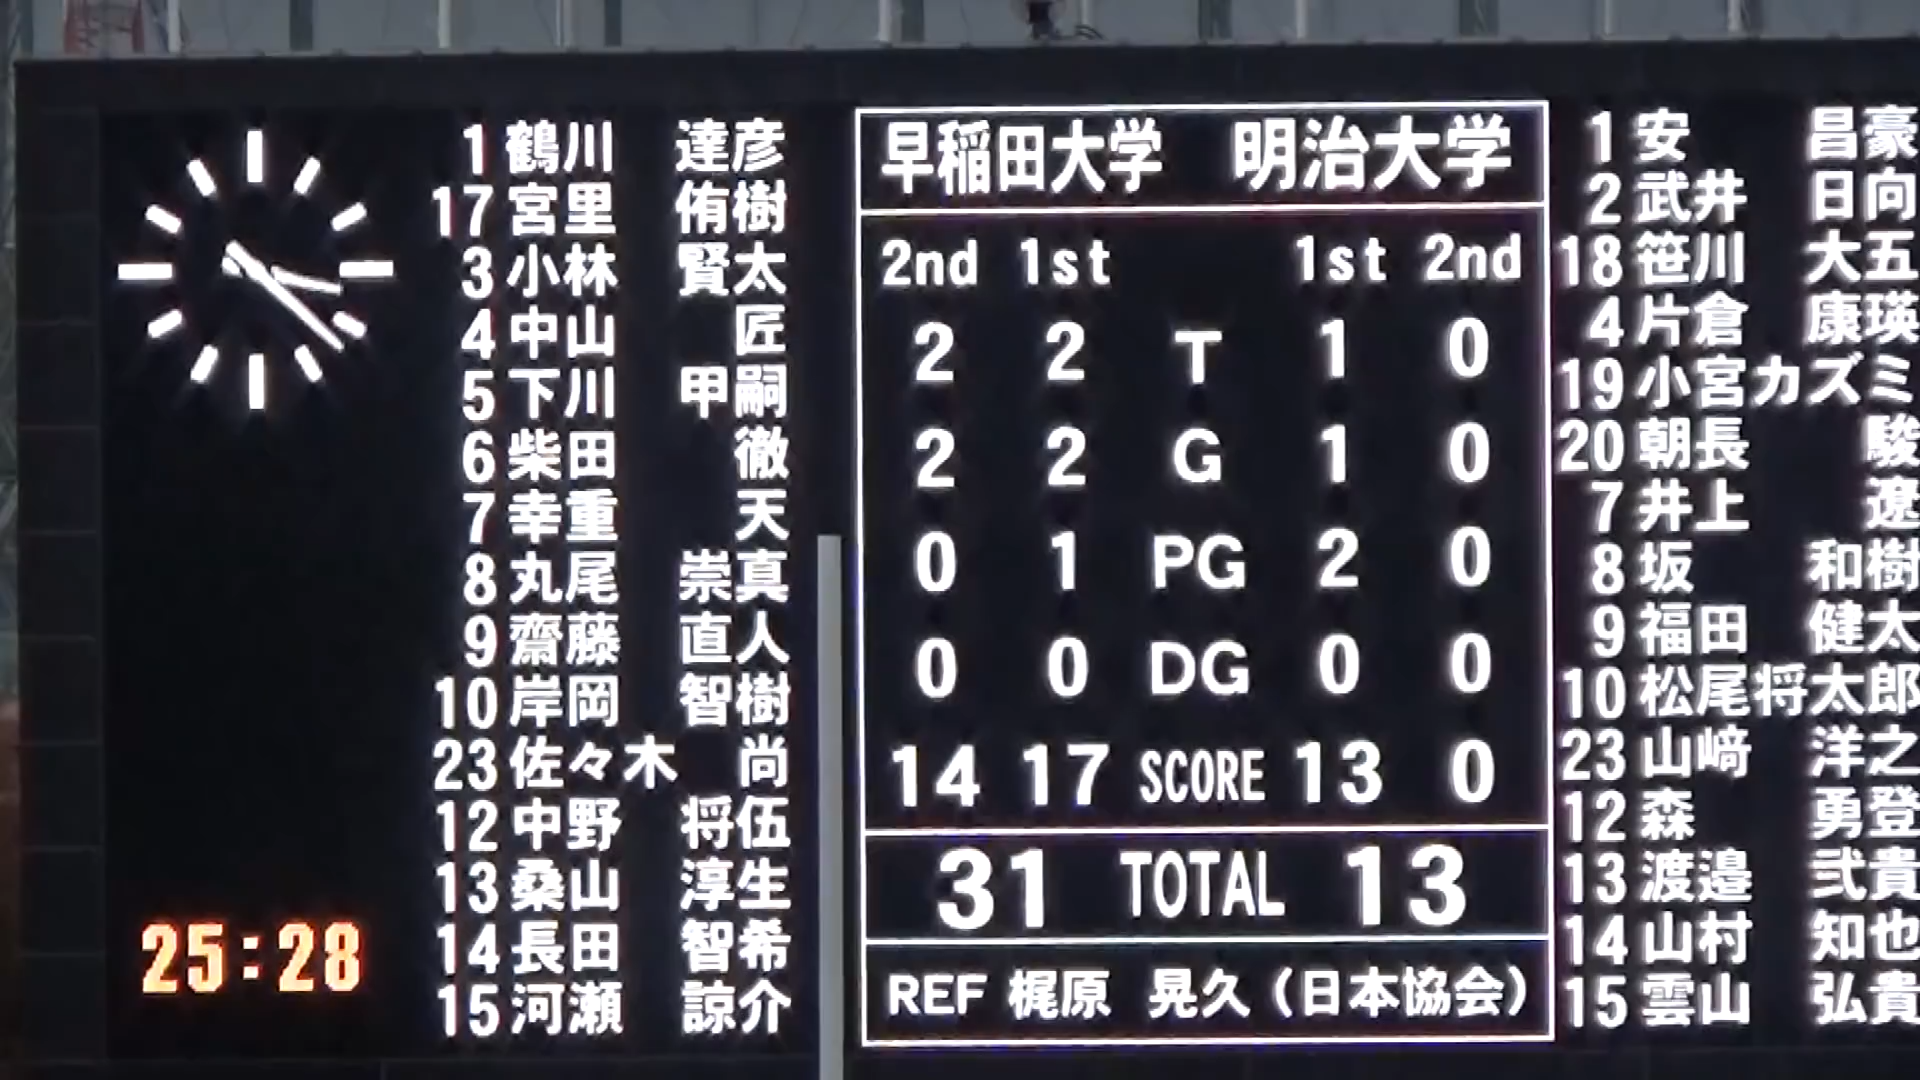 1 鶴川 達彦
17 宮里 侑樹
3 小林 賢太
4 中山 匠
5 下川 甲嗣
6 柴田 徹
7 幸重 天
8 丸尾 崇真
9 齋藤 直人
10 岸岡 智樹
23 佐々木 尚
12 中野 将伍
13 桑山 淳生
14 長田 智希
15 河瀬 諒介
25:28
早稲田大学 明治大学
2nd 1st 1st 2nd
2 2 T 1 0
2 2 G 1 0
0 1 PG 2 0
0 0 DG 0 0
14 17 SCORE 13 0
31 TOTAL 13
REF 梶原 晃久(日本協会)
1 安 昌豪
2 武井 日向
18 笹川 大五
4 片倉 康瑛
19 小宮カズミ
20 朝長 駿
7 井上 遼
8 坂 和樹
9 福田 健太
10 松尾将太郎
23 山﨑 洋之
12 森 勇登
13 渡邉 弐貴
14 山村 知也
15 雲山 弘貴